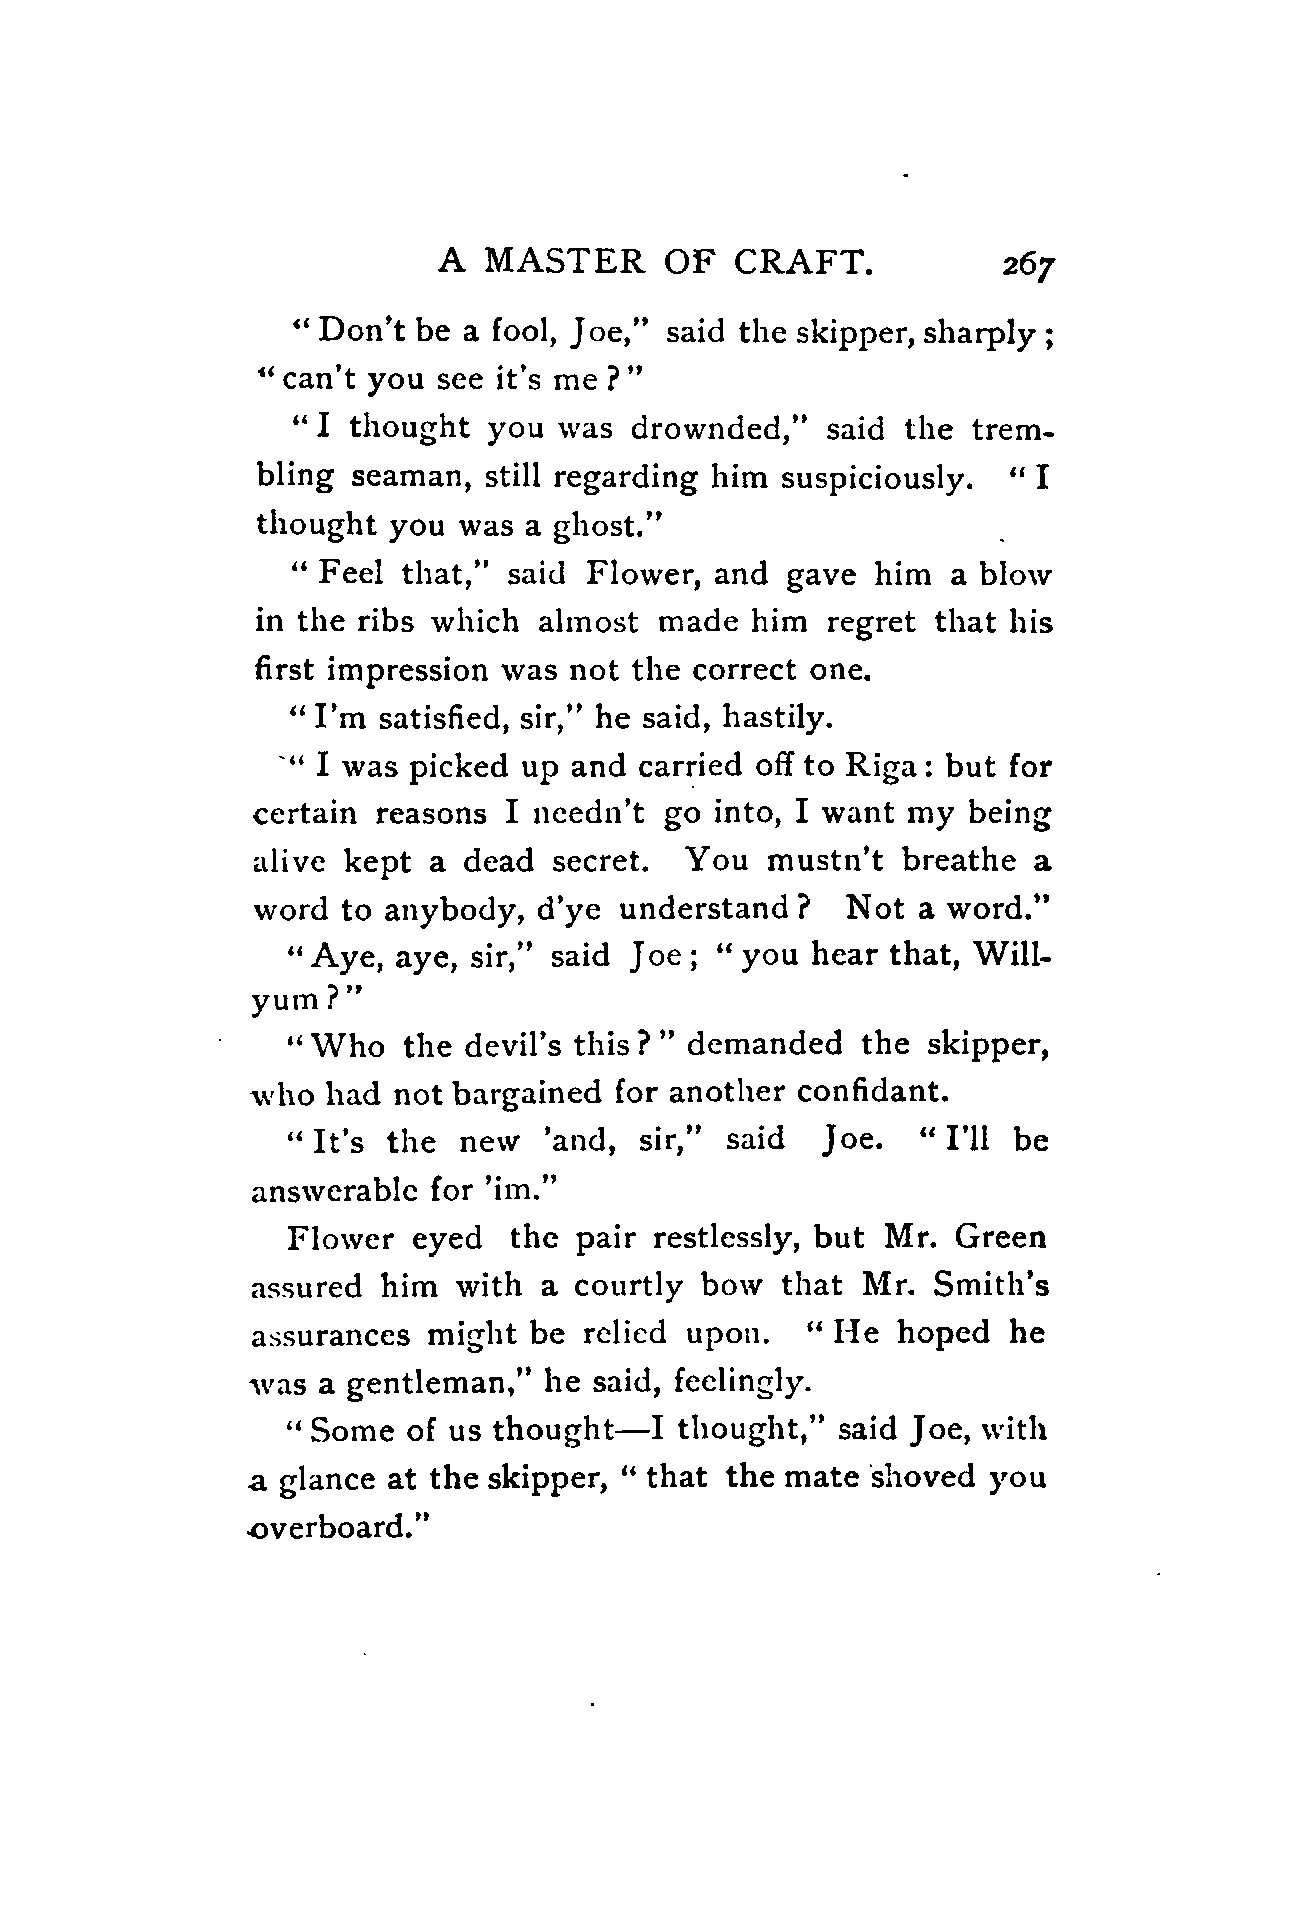 A MASTER OF CRAFT. 267
“Don't be a fool, Joe,” said the skipper, sharply;
“can't you see it's me?”
“I thought you was drownded,” said the trem-
bling seaman, still regarding him suspiciously. “I
thought you was a ghost.”
“Feel that,” said Flower, and gave him a blow
in the ribs which almost made him regret that his
first impression was not the correct one.
“I'm satisfied, sir,” he said, hastily.
“I was picked up and carried off to Riga: but for
certain reasons I needn't go into, I want my being
alive kept a dead secret. You mustn't breathe a
word to anybody, d'ye understand? Not a word.”
“Aye, aye, sir,” said Joe; “you hear that, Will-
yum?”
“Who the devil's this?” demanded the skipper,
who had not bargained for another confidant.
“It's the new 'and, sir,” said Joe. “I'll be
answerable for 'im.”
Flower eyed the pair restlessly, but Mr. Green
assured him with a courtly bow that Mr. Smith's
assurances might be relied upon. “He hoped he
was a gentleman,” he said, feelingly.
“Some of us thought—I thought,” said Joe, with
a glance at the skipper, “that the mate shoved you
overboard.”